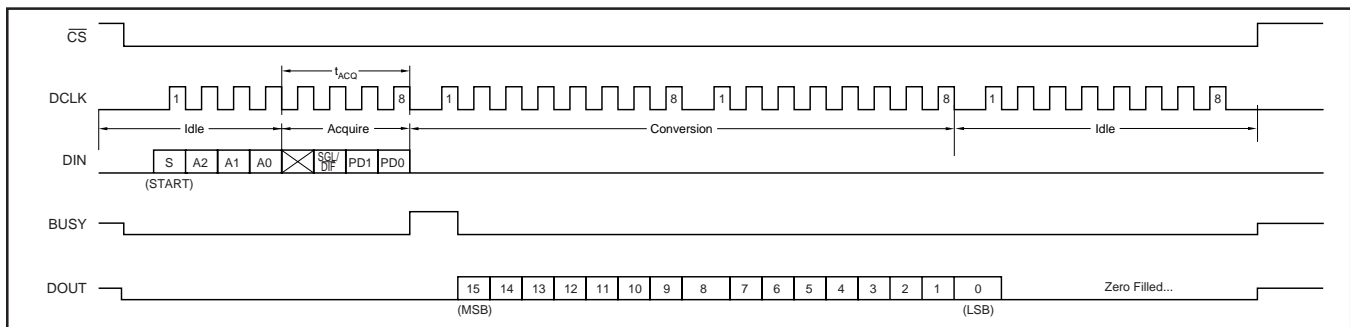 CS
tACQ
DCLK 1 8 1 8 1 8 1 8
Idle Acquire Conversion Idle
DIN S A2 A1 A0 SGL/DIF PD1 PD0
(START)
BUSY
DOUT 15 14 13 12 11 10 9 8 7 6 5 4 3 2 1 0 Zero Filled...
(MSB) (LSB)